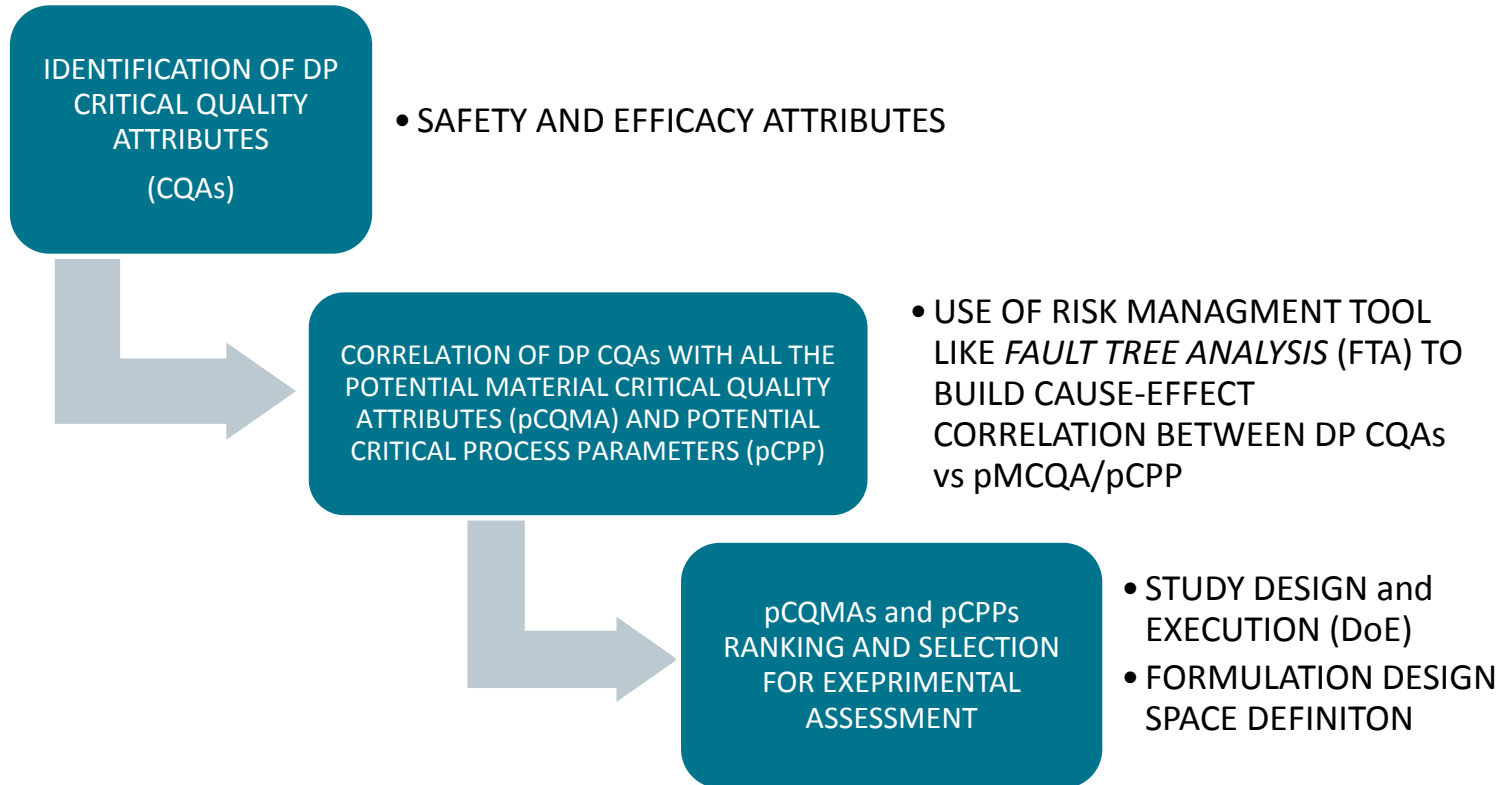 IDENTIFICATION OF DP
CRITICAL QUALITY
ATTRIBUTES
(CQAs)
• SAFETY AND EFFICACY ATTRIBUTES
CORRELATION OF DP CQAs WITH ALL THE
POTENTIAL MATERIAL CRITICAL QUALITY
ATTRIBUTES (pCQMA) AND POTENTIAL
CRITICAL PROCESS PARAMETERS (pCPP)
• USE OF RISK MANAGMENT TOOL
LIKE FAULT TREE ANALYSIS (FTA) TO
BUILD CAUSE-EFFECT
CORRELATION BETWEEN DP CQAs
vs pMCQA/pCPP
pCQMAs and pCPPs
RANKING AND SELECTION
FOR EXEPRIMENTAL
ASSESSMENT
• STUDY DESIGN and
EXECUTION (DoE)
• FORMULATION DESIGN
SPACE DEFINITON